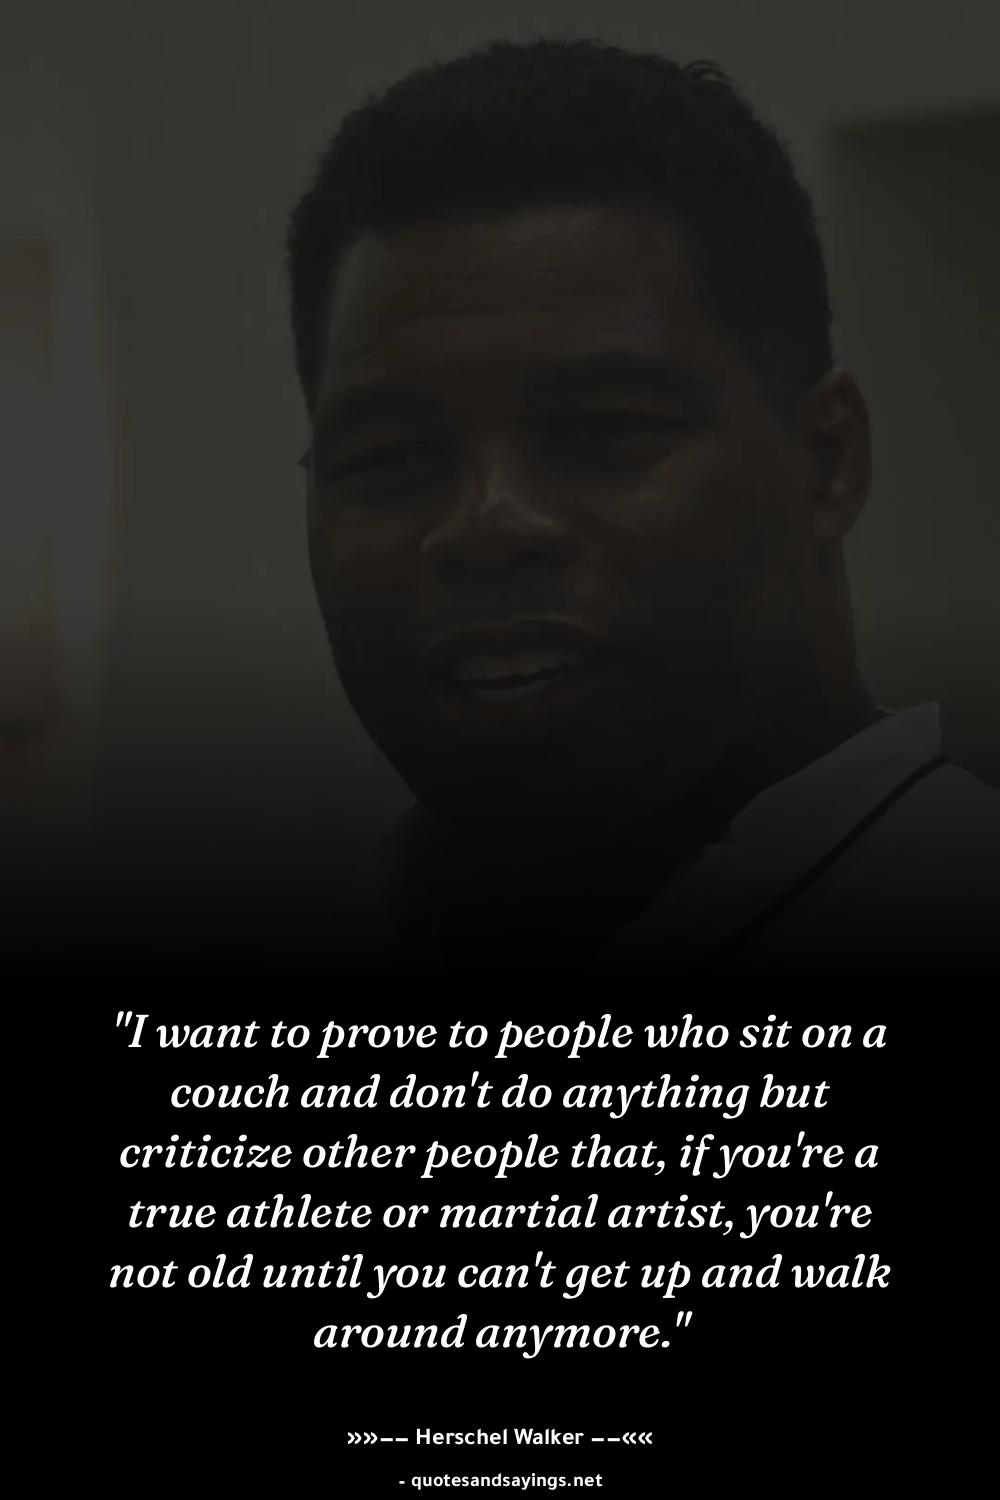 "I want to prove to people who sit on a
couch and don't do anything but
criticize other people that, if you're a
true athlete or martial artist, you're
not old until you can't get up and walk
around anymore."
»»−− Herschel Walker −−««
- quotesandsayings.net